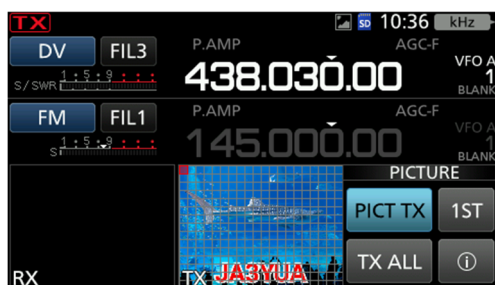 TX 10:36 kHz
DV FIL3 P.AMP AGC-F
438.030.00 VFO A
S/SWR 1 5 9 1
BLANK
FM FIL1 P.AMP AGC-F
145.000.00 VFO A
S 1 5 9 1
BLANK
PICTURE
PICT TX 1ST
TX ALL
RX TX JA3YUA